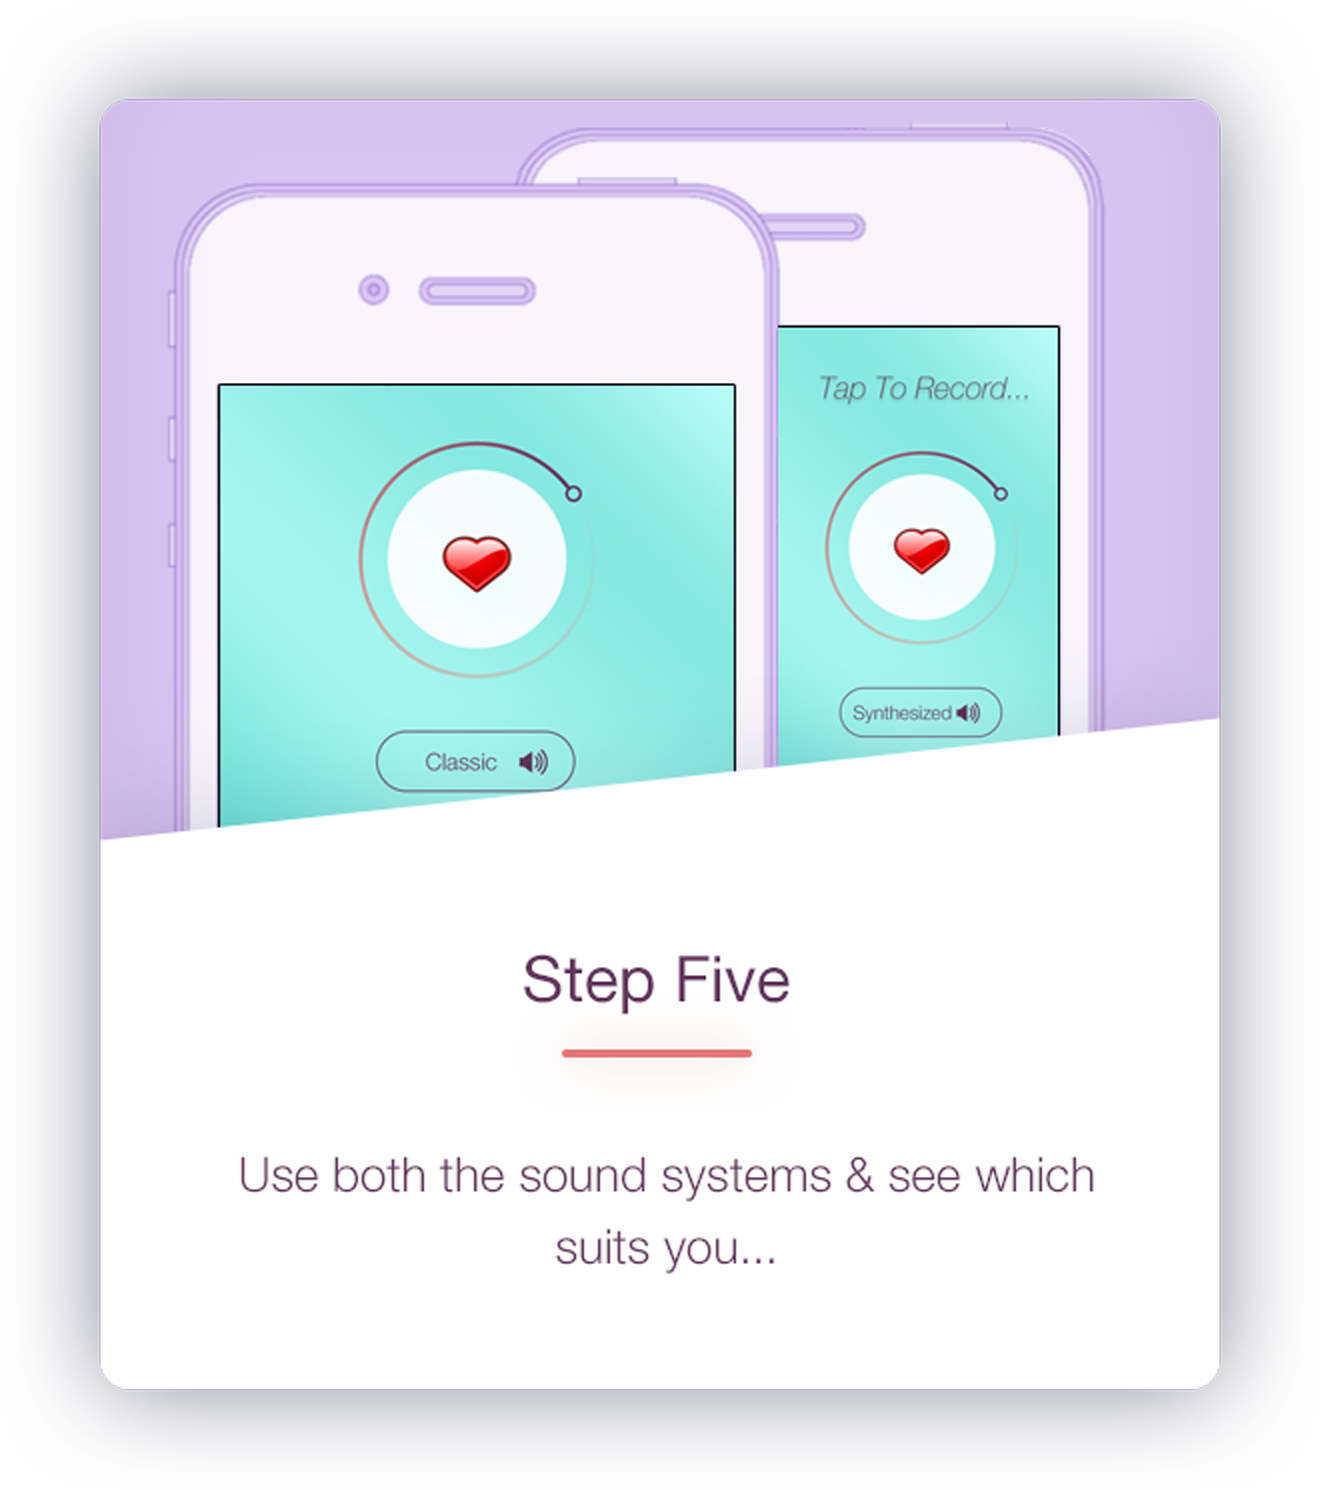 Tap To Record...
Classic
Synthesized
Step Five
Use both the sound systems & see which
suits you...